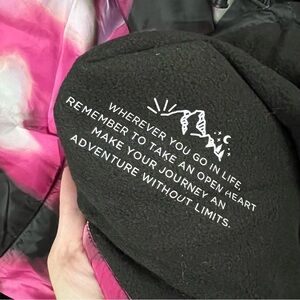 WHEREVER YOU GO IN LIFE,
REMEMBER TO TAKE AN OPEN HEART
MAKE YOUR JOURNEY AN
ADVENTURE WITHOUT LIMITS.